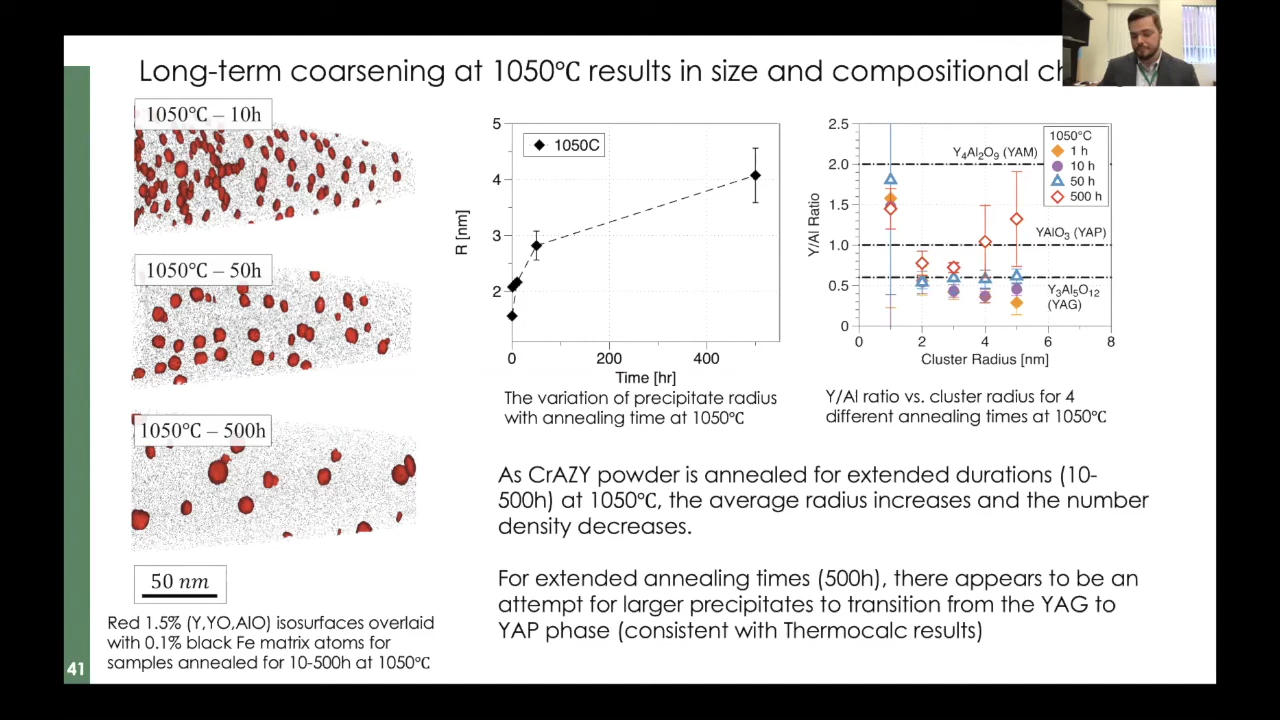 Long-term coarsening at 1050℃ results in size and compositional ch
1050℃ – 10h
1050℃ – 50h
1050℃ – 500h
50 nm
Red 1.5% (Y,YO,AlO) isosurfaces overlaid
with 0.1% black Fe matrix atoms for
samples annealed for 10-500h at 1050℃
41
5
4
3
2
R [nm]
1050C
0
200
400
Time [hr]
The variation of precipitate radius
with annealing time at 1050℃
2.5
2.0
1.5
1.0
0.5
0
Y/Al Ratio
Y₄Al₂O₉ (YAM)
1050°C
1 h
10 h
50 h
500 h
YAlO₃ (YAP)
Y₃Al₅O₁₂
(YAG)
0
2
4
6
8
Cluster Radius [nm]
Y/Al ratio vs. cluster radius for 4
different annealing times at 1050℃
As CrAZY powder is annealed for extended durations (10-
500h) at 1050℃, the average radius increases and the number
density decreases.
For extended annealing times (500h), there appears to be an
attempt for larger precipitates to transition from the YAG to
YAP phase (consistent with Thermocalc results)